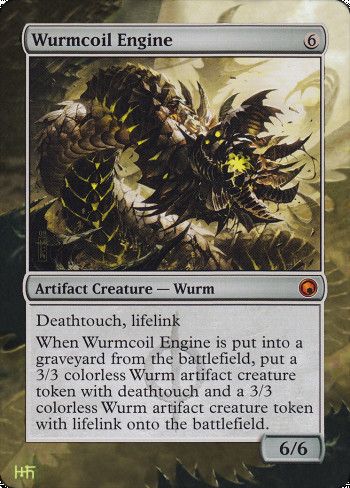 Wurmcoil Engine 6
Artifact Creature — Wurm
Deathtouch, lifelink
When Wurmcoil Engine is put into a
graveyard from the battlefield, put a
3/3 colorless Wurm artifact creature
token with deathtouch and a 3/3
colorless Wurm artifact creature token
with lifelink onto the battlefield.
6/6